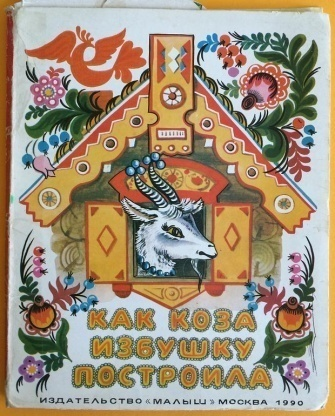 КАК КОЗА
ИЗБУШКУ
ПОСТРОИЛА
ИЗДАТЕЛЬСТВО «МАЛЫШ» МОСКВА 1990